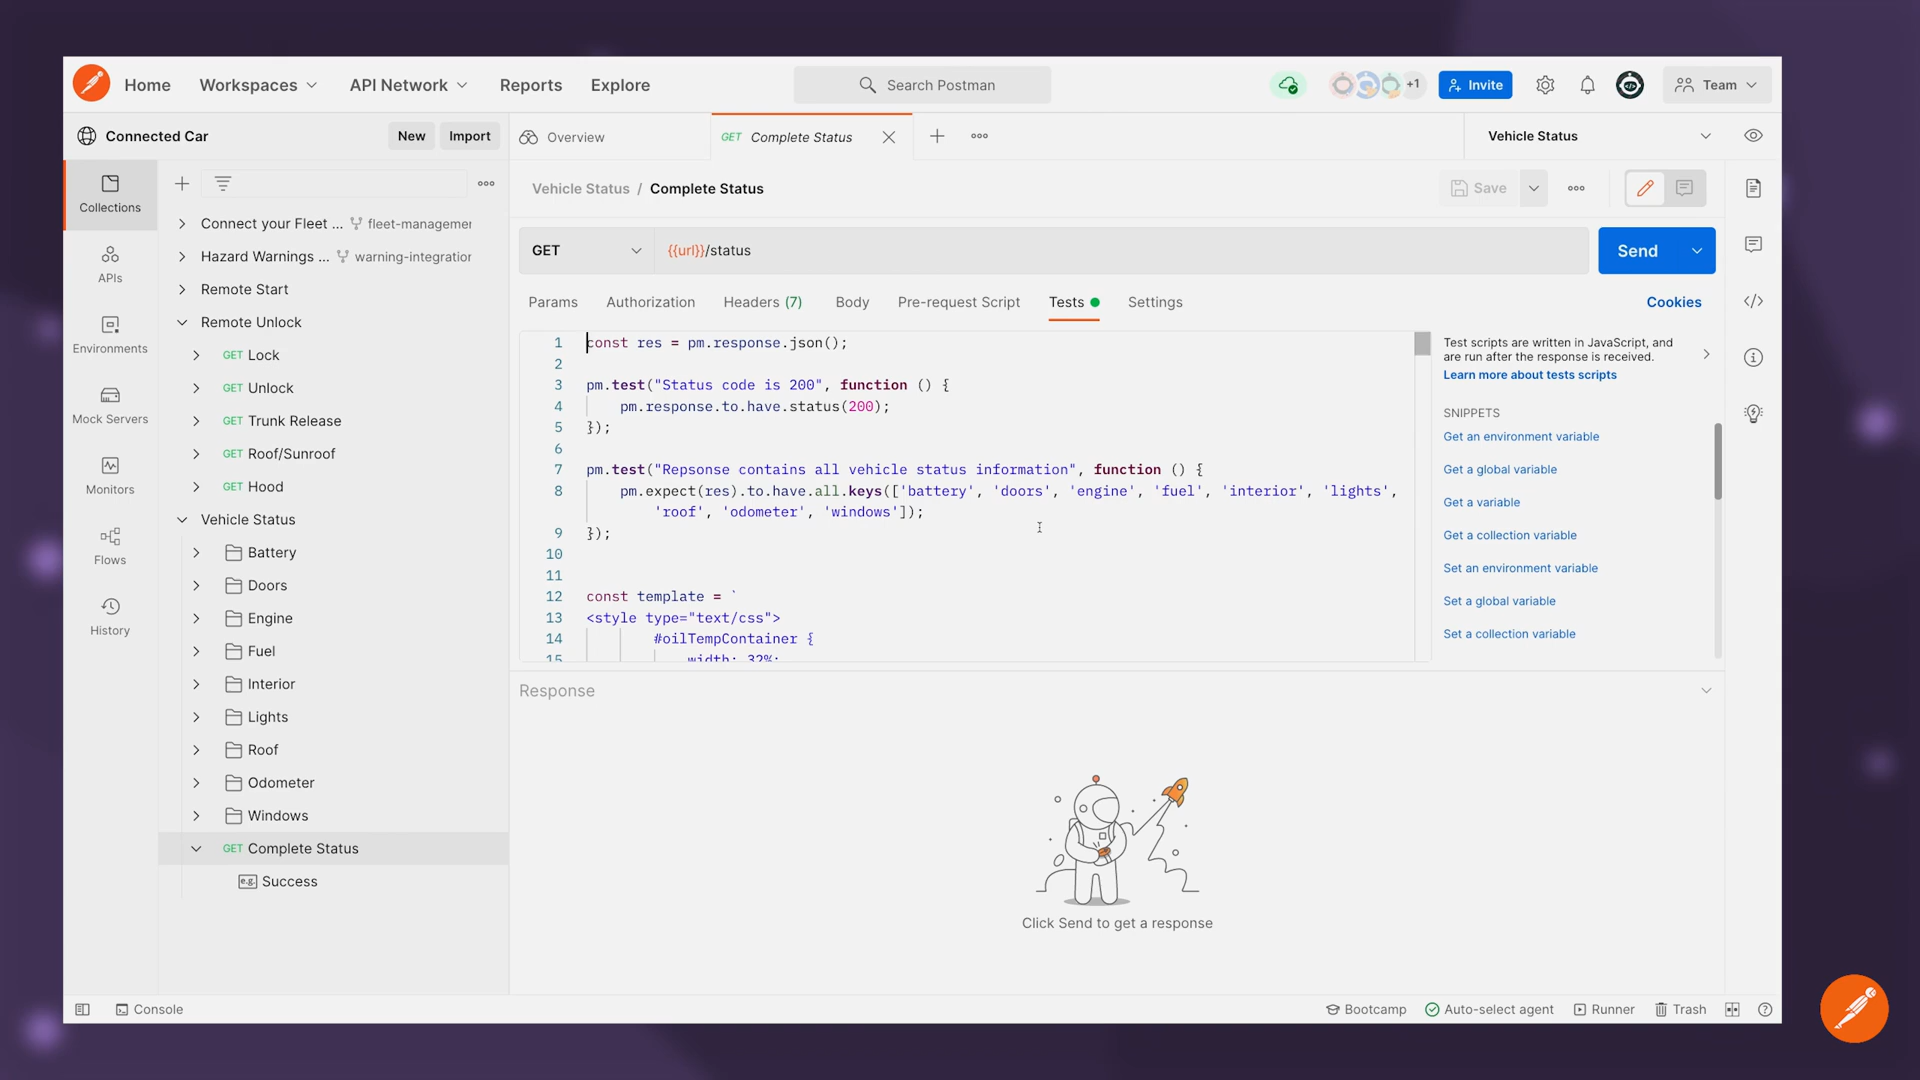 Home
Workspaces
API Network
Reports
Explore
Search Postman
+1
Invite
Team
Connected Car
New
Import
Overview
GET Complete Status
Vehicle Status
Collections
APIs
Environments
Mock Servers
Monitors
Flows
History
Connect your Fleet ... fleet-managemer
Hazard Warnings ... warning-integration
Remote Start
Remote Unlock
GET Lock
GET Unlock
GET Trunk Release
GET Roof/Sunroof
GET Hood
Vehicle Status
Battery
Doors
Engine
Fuel
Interior
Lights
Roof
Odometer
Windows
GET Complete Status
e.g. Success
Vehicle Status / Complete Status
Save
GET
{{url}}/status
Send
Params
Authorization
Headers (7)
Body
Pre-request Script
Tests
Settings
Cookies
1 const res = pm.response.json();
2
3 pm.test("Status code is 200", function () {
4 pm.response.to.have.status(200);
5 });
6
7 pm.test("Repsonse contains all vehicle status information", function () {
8 pm.expect(res).to.have.all.keys(['battery', 'doors', 'engine', 'fuel', 'interior', 'lights',
'roof', 'odometer', 'windows']);
9 });
10
11
12 const template = `
13 <style type="text/css">
14 #oilTempContainer {
15 width: 32%;
Test scripts are written in JavaScript, and
are run after the response is received.
Learn more about tests scripts
SNIPPETS
Get an environment variable
Get a global variable
Get a variable
Get a collection variable
Set an environment variable
Set a global variable
Set a collection variable
Response
Click Send to get a response
Console
Bootcamp
Auto-select agent
Runner
Trash